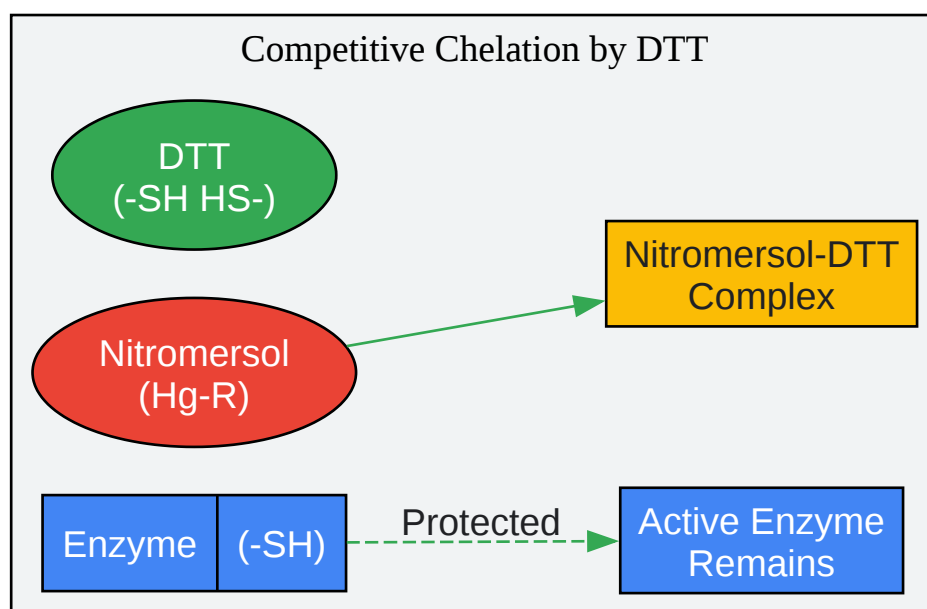 Competitive Chelation by DTT
DTT
(-SH HS-)
Nitromersol-DTT
Complex
Nitromersol
(Hg-R)
Enzyme
(-SH)
Protected
Active Enzyme
Remains